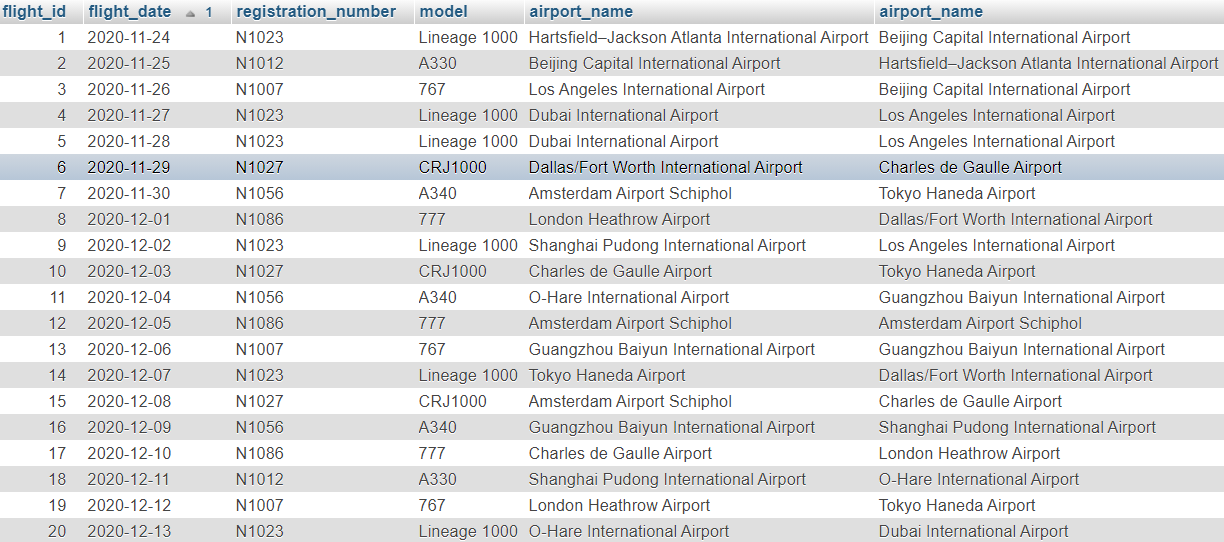 flight_id flight_date 1 registration_number model airport_name airport_name
1 2020-11-24 N1023 Lineage 1000 Hartsfield–Jackson Atlanta International Airport Beijing Capital International Airport
2 2020-11-25 N1012 A330 Beijing Capital International Airport Hartsfield–Jackson Atlanta International Airport
3 2020-11-26 N1007 767 Los Angeles International Airport Beijing Capital International Airport
4 2020-11-27 N1023 Lineage 1000 Dubai International Airport Los Angeles International Airport
5 2020-11-28 N1023 Lineage 1000 Dubai International Airport Los Angeles International Airport
6 2020-11-29 N1027 CRJ1000 Dallas/Fort Worth International Airport Charles de Gaulle Airport
7 2020-11-30 N1056 A340 Amsterdam Airport Schiphol Tokyo Haneda Airport
8 2020-12-01 N1086 777 London Heathrow Airport Dallas/Fort Worth International Airport
9 2020-12-02 N1023 Lineage 1000 Shanghai Pudong International Airport Los Angeles International Airport
10 2020-12-03 N1027 CRJ1000 Charles de Gaulle Airport Tokyo Haneda Airport
11 2020-12-04 N1056 A340 O-Hare International Airport Guangzhou Baiyun International Airport
12 2020-12-05 N1086 777 Amsterdam Airport Schiphol Amsterdam Airport Schiphol
13 2020-12-06 N1007 767 Guangzhou Baiyun International Airport Guangzhou Baiyun International Airport
14 2020-12-07 N1023 Lineage 1000 Tokyo Haneda Airport Dallas/Fort Worth International Airport
15 2020-12-08 N1027 CRJ1000 Amsterdam Airport Schiphol Charles de Gaulle Airport
16 2020-12-09 N1056 A340 Guangzhou Baiyun International Airport Shanghai Pudong International Airport
17 2020-12-10 N1086 777 Charles de Gaulle Airport London Heathrow Airport
18 2020-12-11 N1012 A330 Shanghai Pudong International Airport O-Hare International Airport
19 2020-12-12 N1007 767 London Heathrow Airport Tokyo Haneda Airport
20 2020-12-13 N1023 Lineage 1000 O-Hare International Airport Dubai International Airport